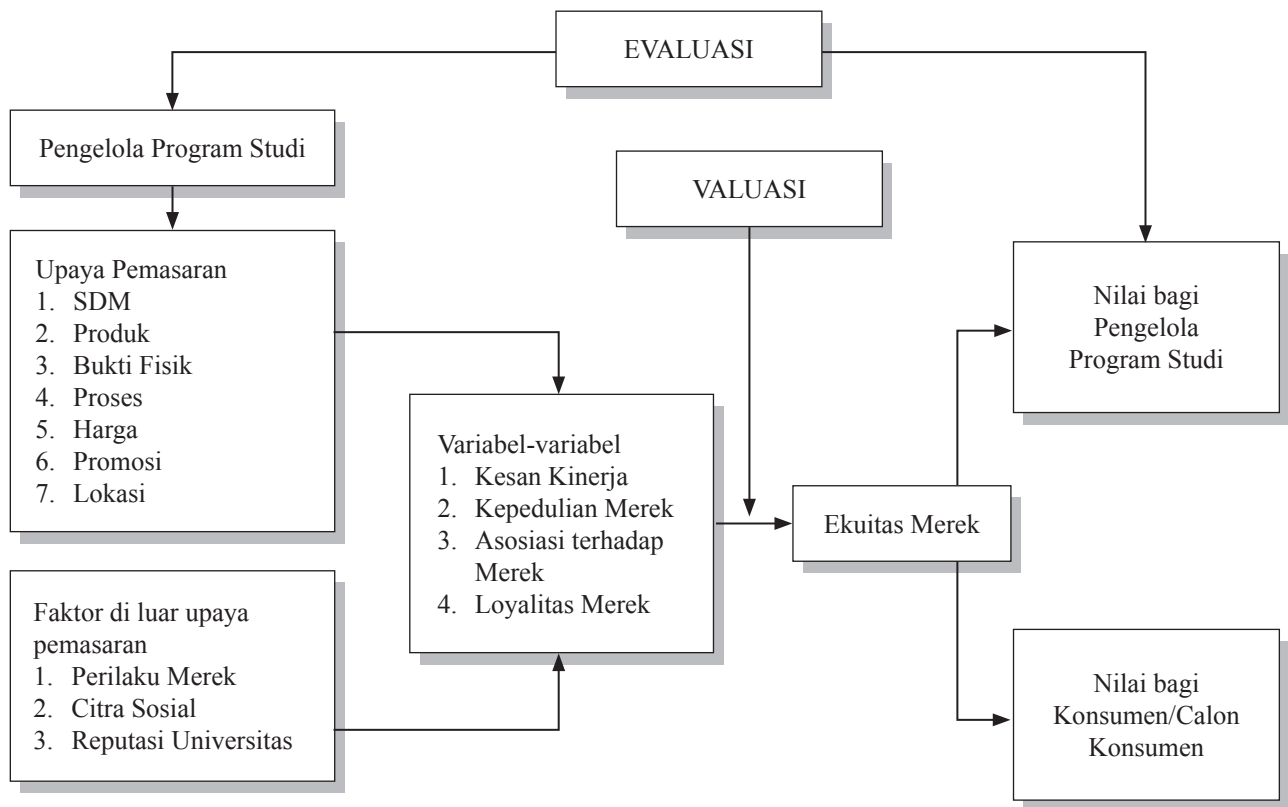 EVALUASI
Pengelola Program Studi
VALUASI
Upaya Pemasaran
1. SDM
2. Produk
3. Bukti Fisik
4. Proses
5. Harga
6. Promosi
7. Lokasi
Nilai bagi
Pengelola
Program Studi
Variabel-variabel
1. Kesan Kinerja
2. Kepedulian Merek
3. Asosiasi terhadap
Merek
4. Loyalitas Merek
Ekuitas Merek
Faktor di luar upaya
pemasaran
1. Perilaku Merek
2. Citra Sosial
3. Reputasi Universitas
Nilai bagi
Konsumen/Calon
Konsumen